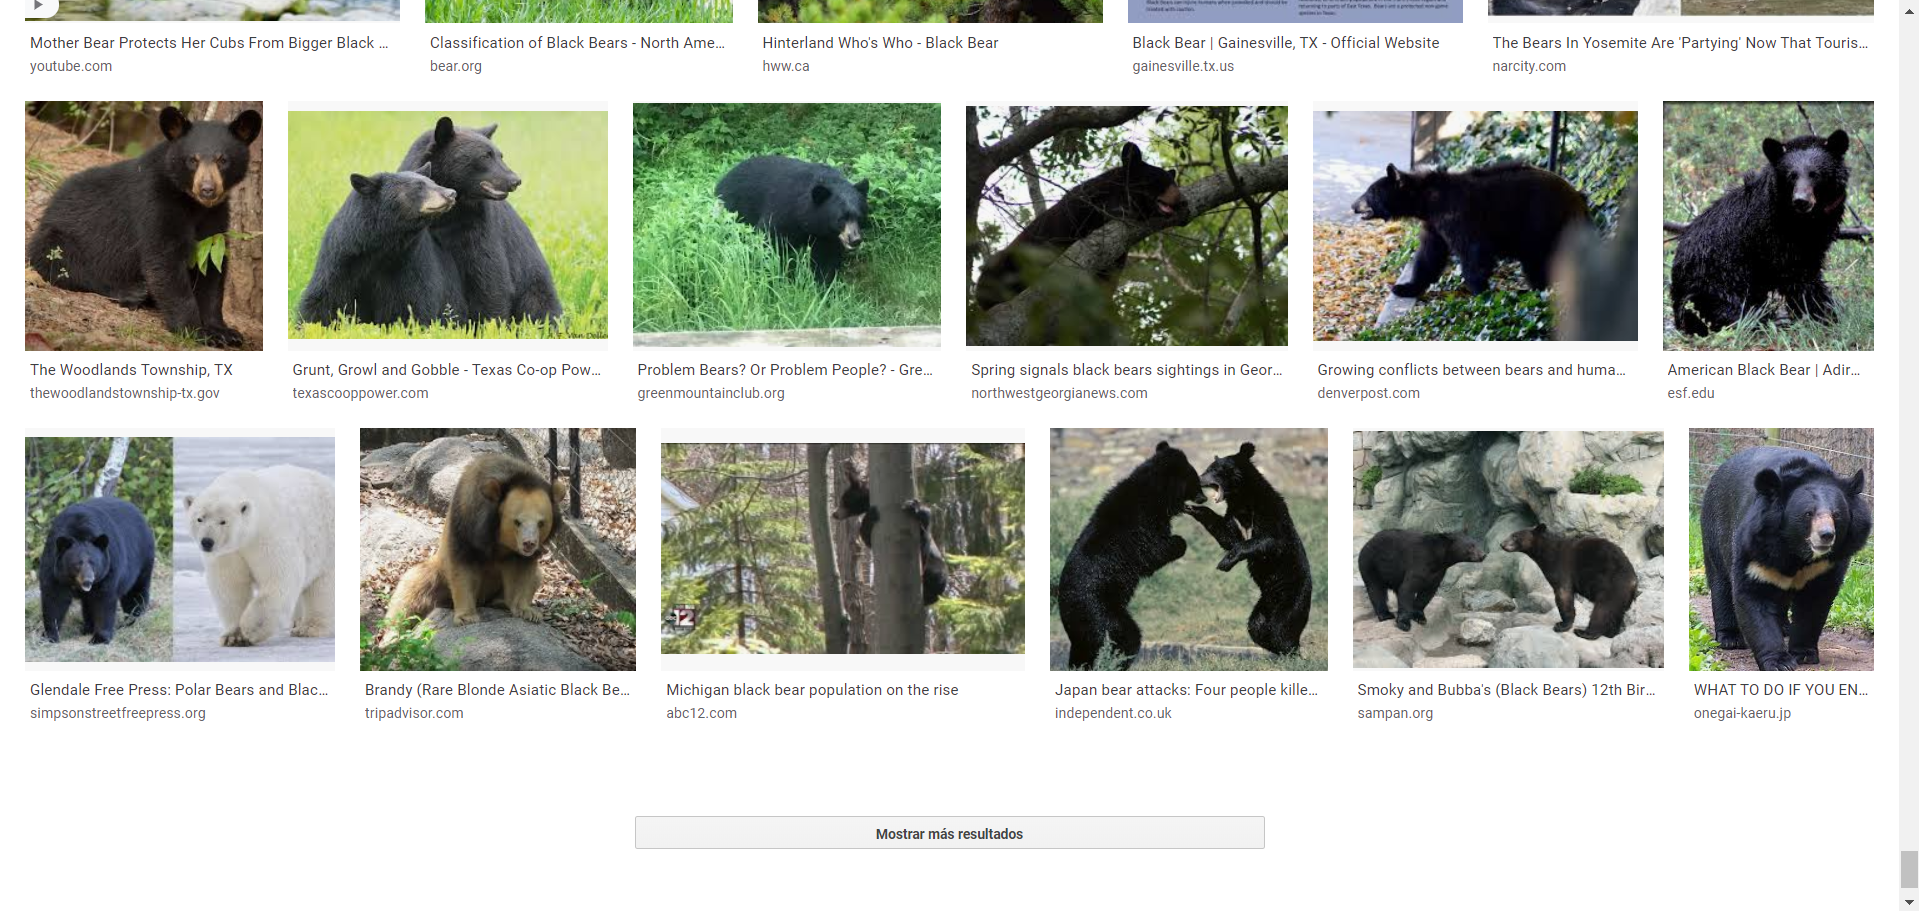 Mother Bear Protects Her Cubs From Bigger Black ...
youtube.com
Classification of Black Bears - North Ame...
bear.org
Hinterland Who's Who - Black Bear
hww.ca
Black Bear | Gainesville, TX - Official Website
gainesville.tx.us
The Bears In Yosemite Are 'Partying' Now That Touris...
narcity.com
The Woodlands Township, TX
thewoodlandstownship-tx.gov
Grunt, Growl and Gobble - Texas Co-op Pow...
texascooppower.com
Problem Bears? Or Problem People? - Gre...
greenmountainclub.org
Spring signals black bears sightings in Geor...
northwestgeorgianews.com
Growing conflicts between bears and huma...
denverpost.com
American Black Bear | Adir...
esf.edu
12
Glendale Free Press: Polar Bears and Blac...
simpsonstreetfreepress.org
Brandy (Rare Blonde Asiatic Black Be...
tripadvisor.com
Michigan black bear population on the rise
abc12.com
Japan bear attacks: Four people kille...
independent.co.uk
Smoky and Bubba's (Black Bears) 12th Bir...
sampan.org
WHAT TO DO IF YOU EN...
onegai-kaeru.jp
Mostrar más resultados